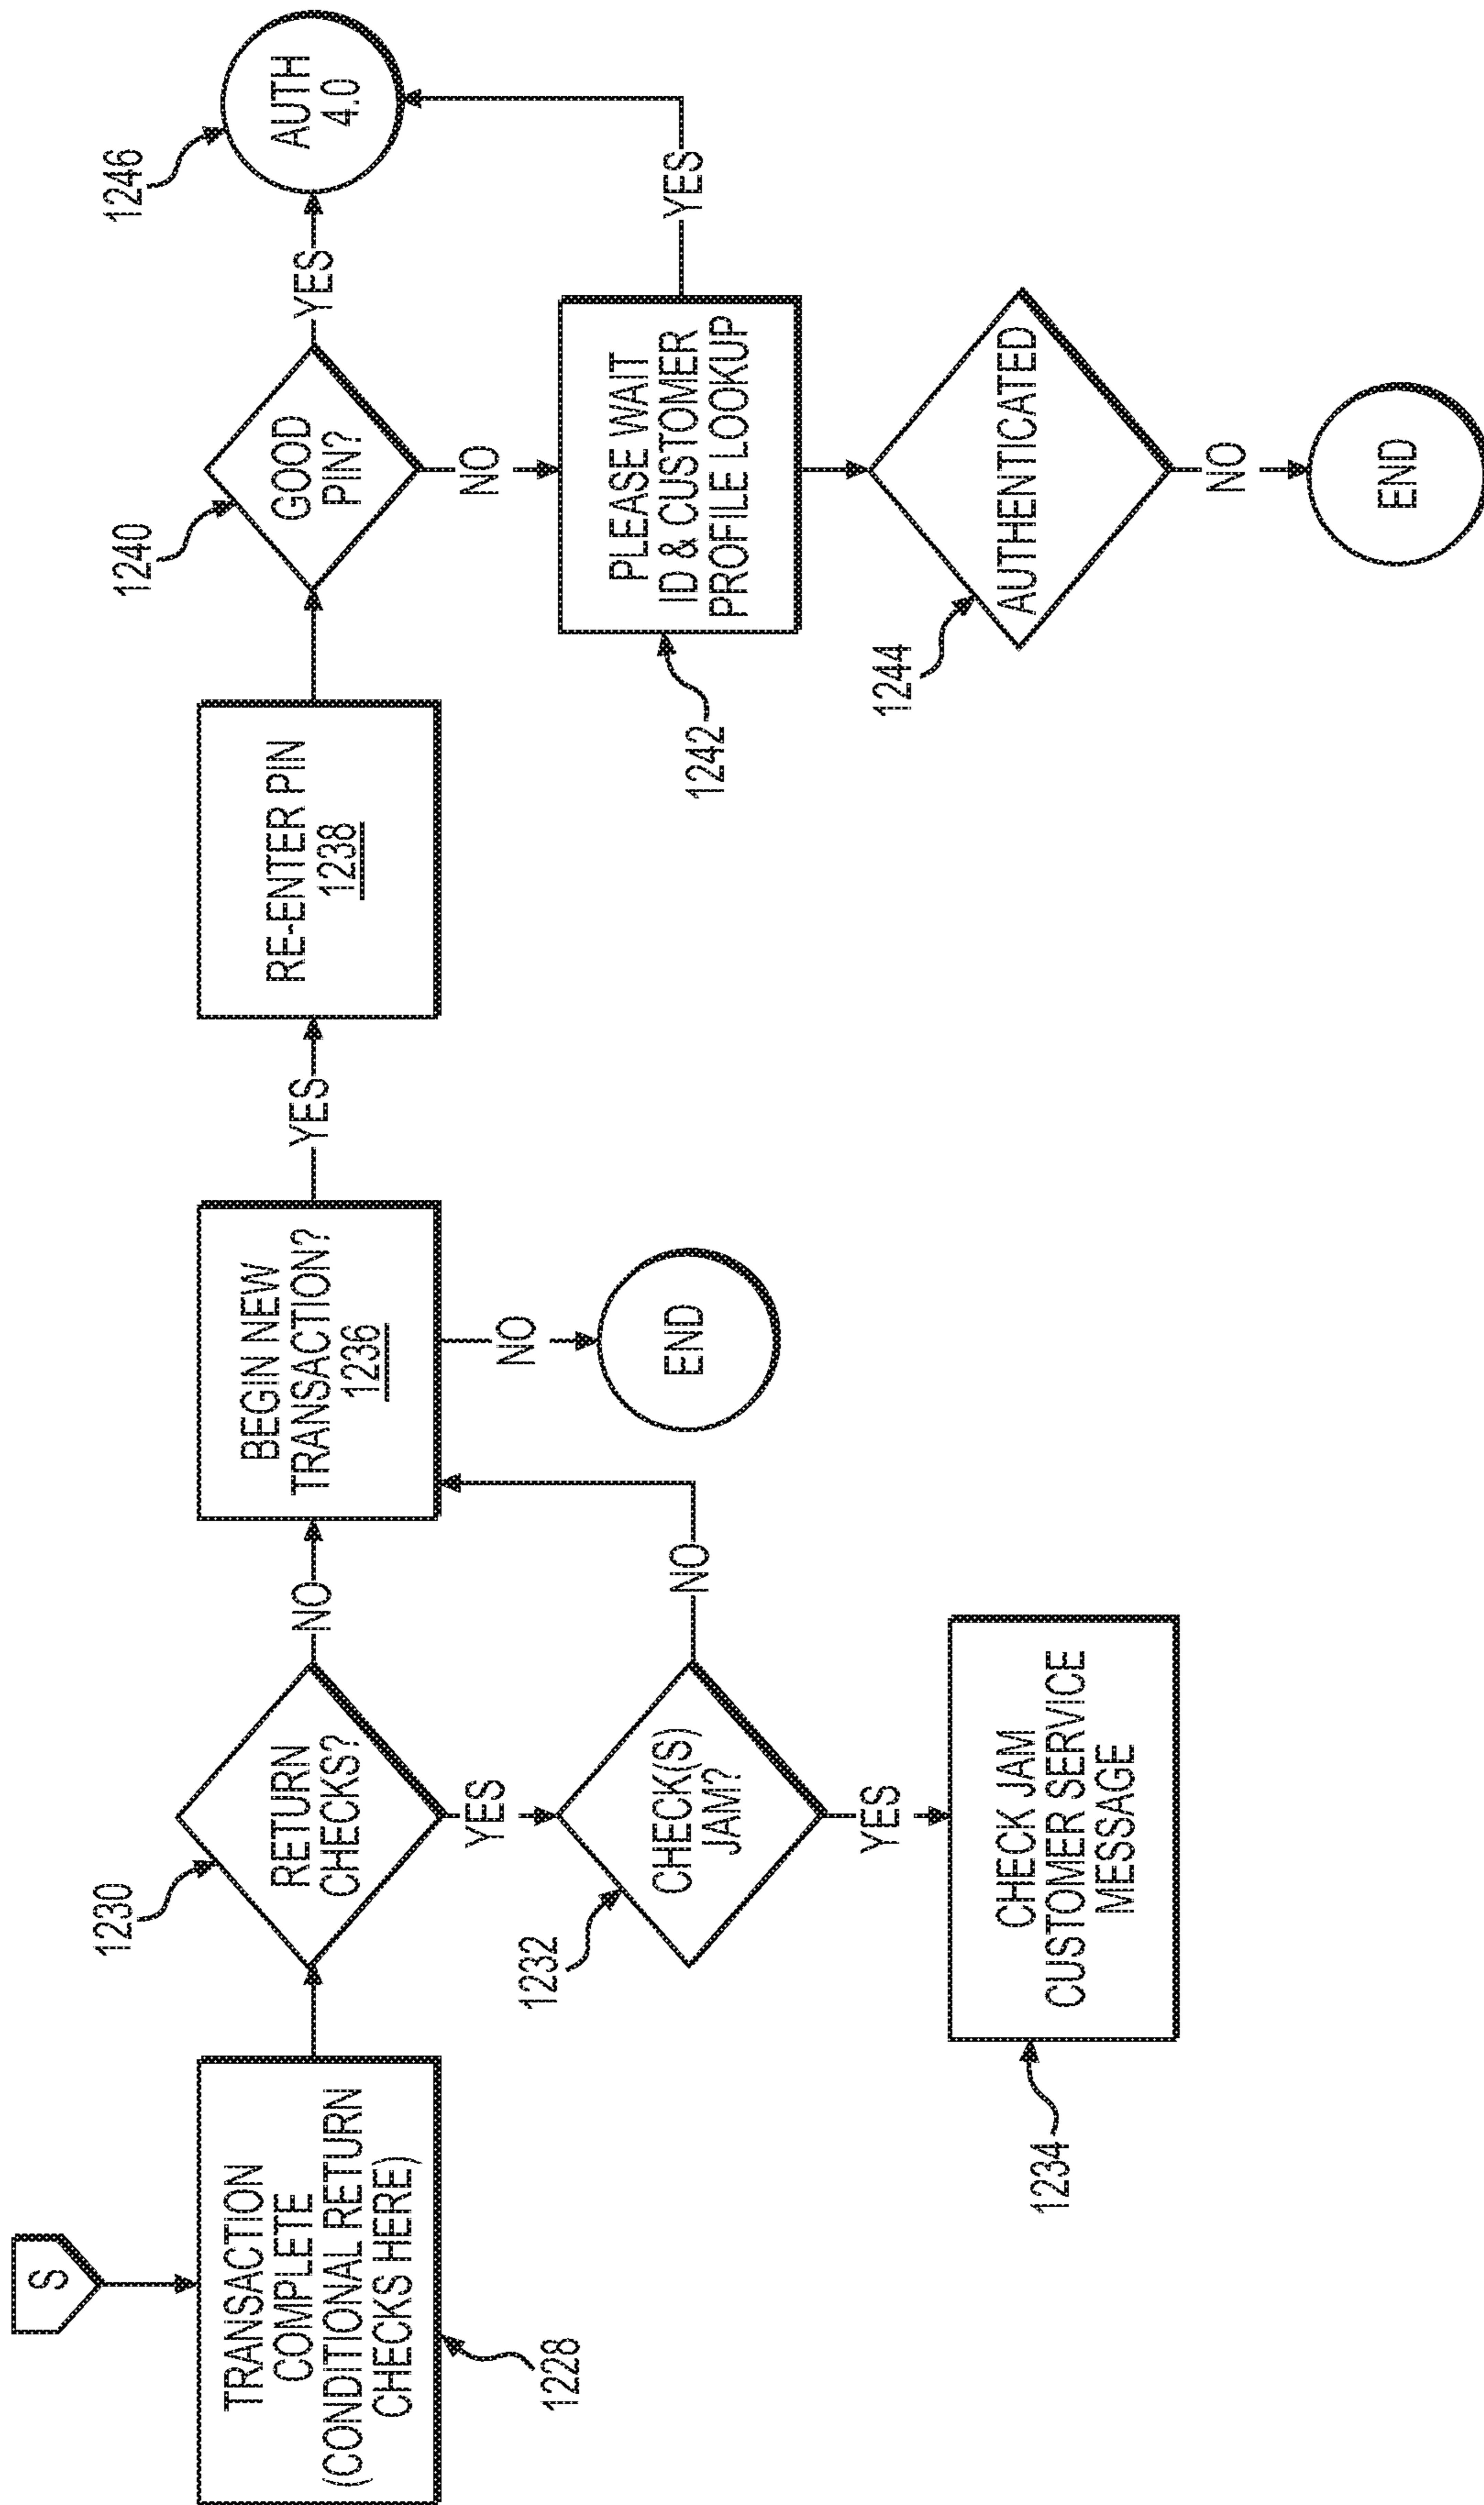 S
TRANSACTION
COMPLETE
(CONDITIONAL RETURN
CHECKS HERE)
1228
1230
RETURN
CHECKS?
NO
YES
1232
CHECK(S)
JAM?
NO
YES
1234
CHECK JAM
CUSTOMER SERVICE
MESSAGE
BEGIN NEW
TRANSACTION?
1236
NO
END
YES
RE-ENTER PIN
1238
1240
GOOD
PIN?
YES
1246
AUTH
4.0
NO
1242
PLEASE WAIT
ID & CUSTOMER
PROFILE LOOKUP
YES
1244
AUTHENTICATED
NO
END